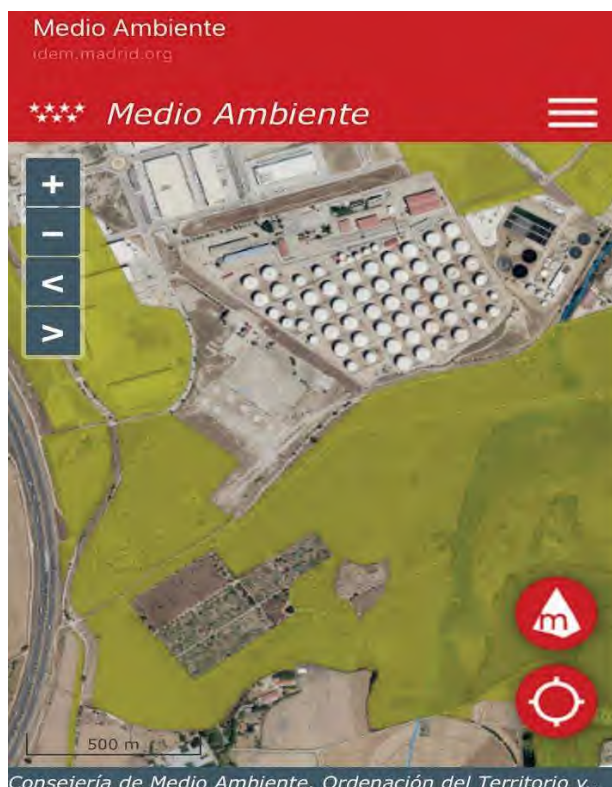 Medio Ambiente
idem.madrid.org
Medio Ambiente
+
−
<
>
m
500 m
Consejería de Medio Ambiente, Ordenación del Territorio y...